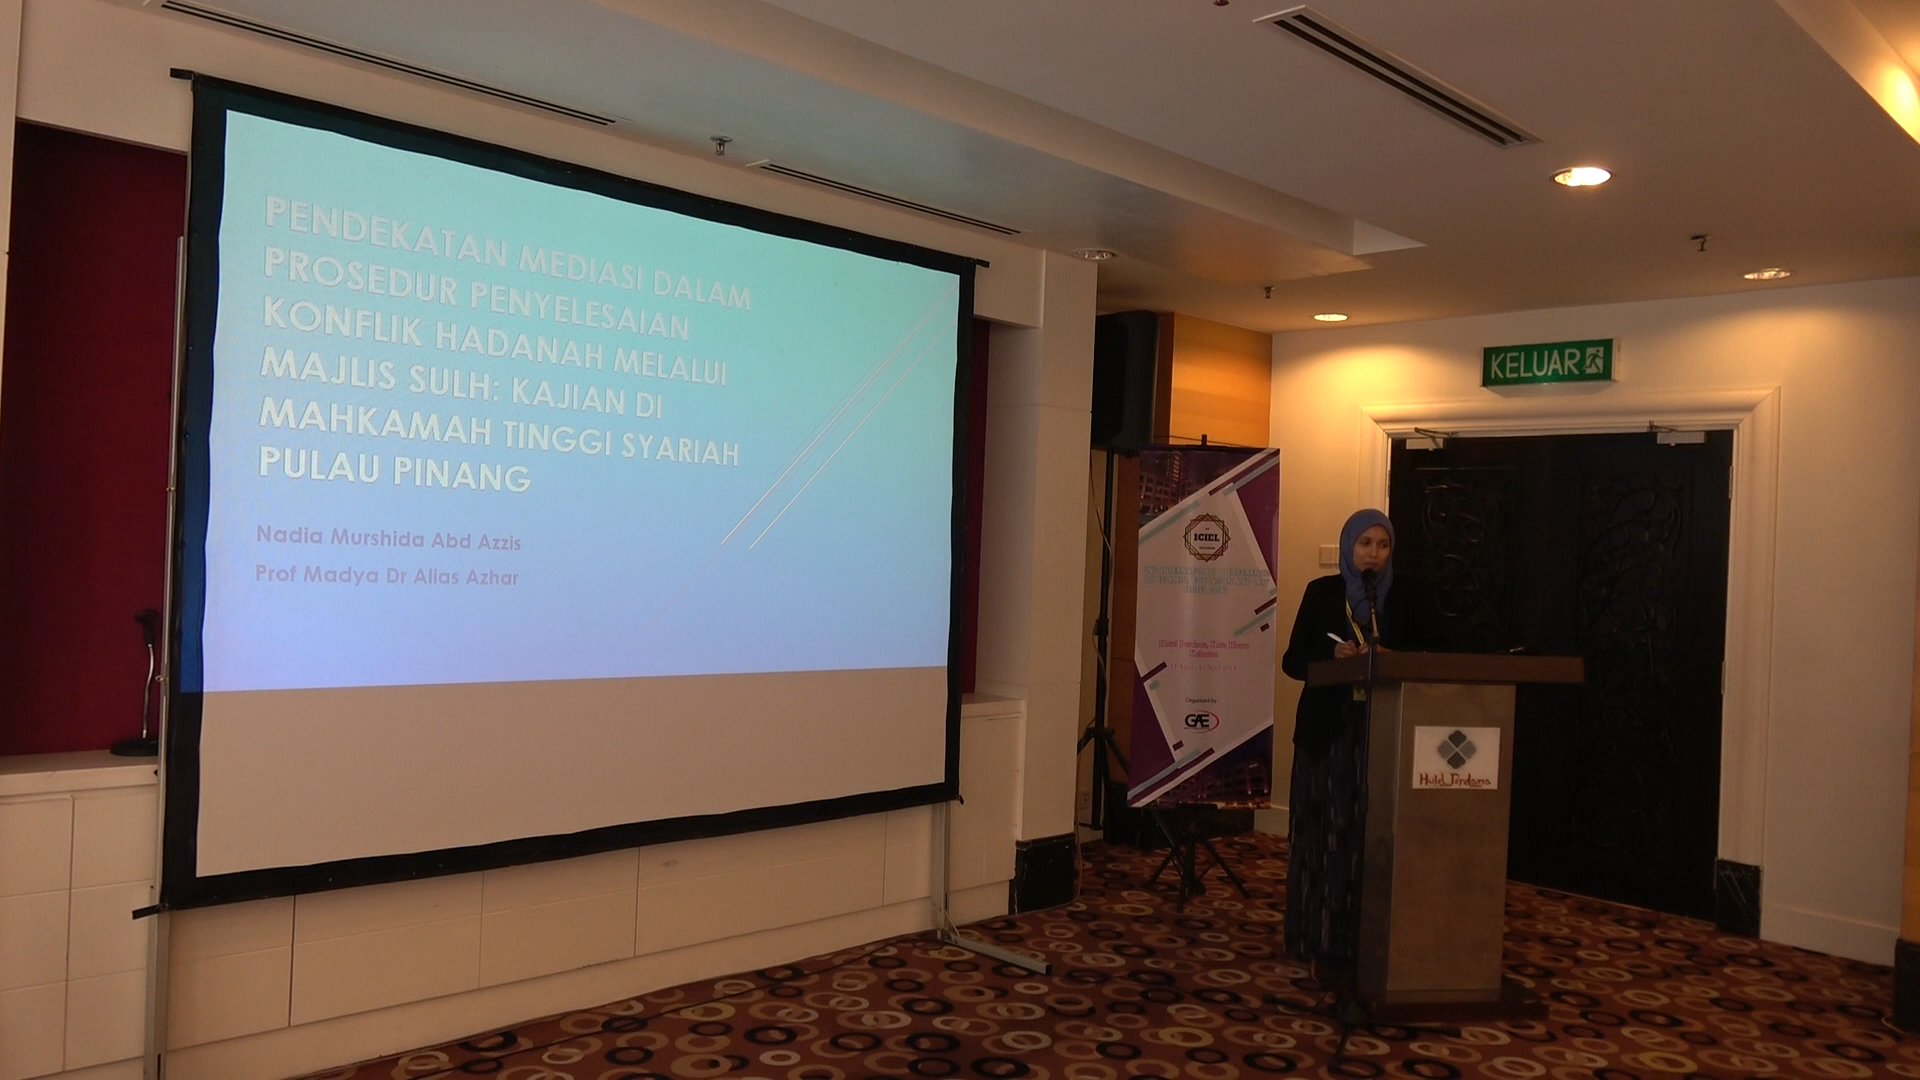 PENDEKATAN MEDIASI DALAM
PROSEDUR PENYELESAIAN
KONFLIK HADANAH MELALUI
MAJLIS SULH: KAJIAN DI
MAHKAMAH TINGGI SYARIAH
PULAU PINANG
Nadia Murshida Abd Azzis
Prof Madya Dr Alias Azhar
KELUAR
ICIEL
Organised by
GAE
Hotel Perdana